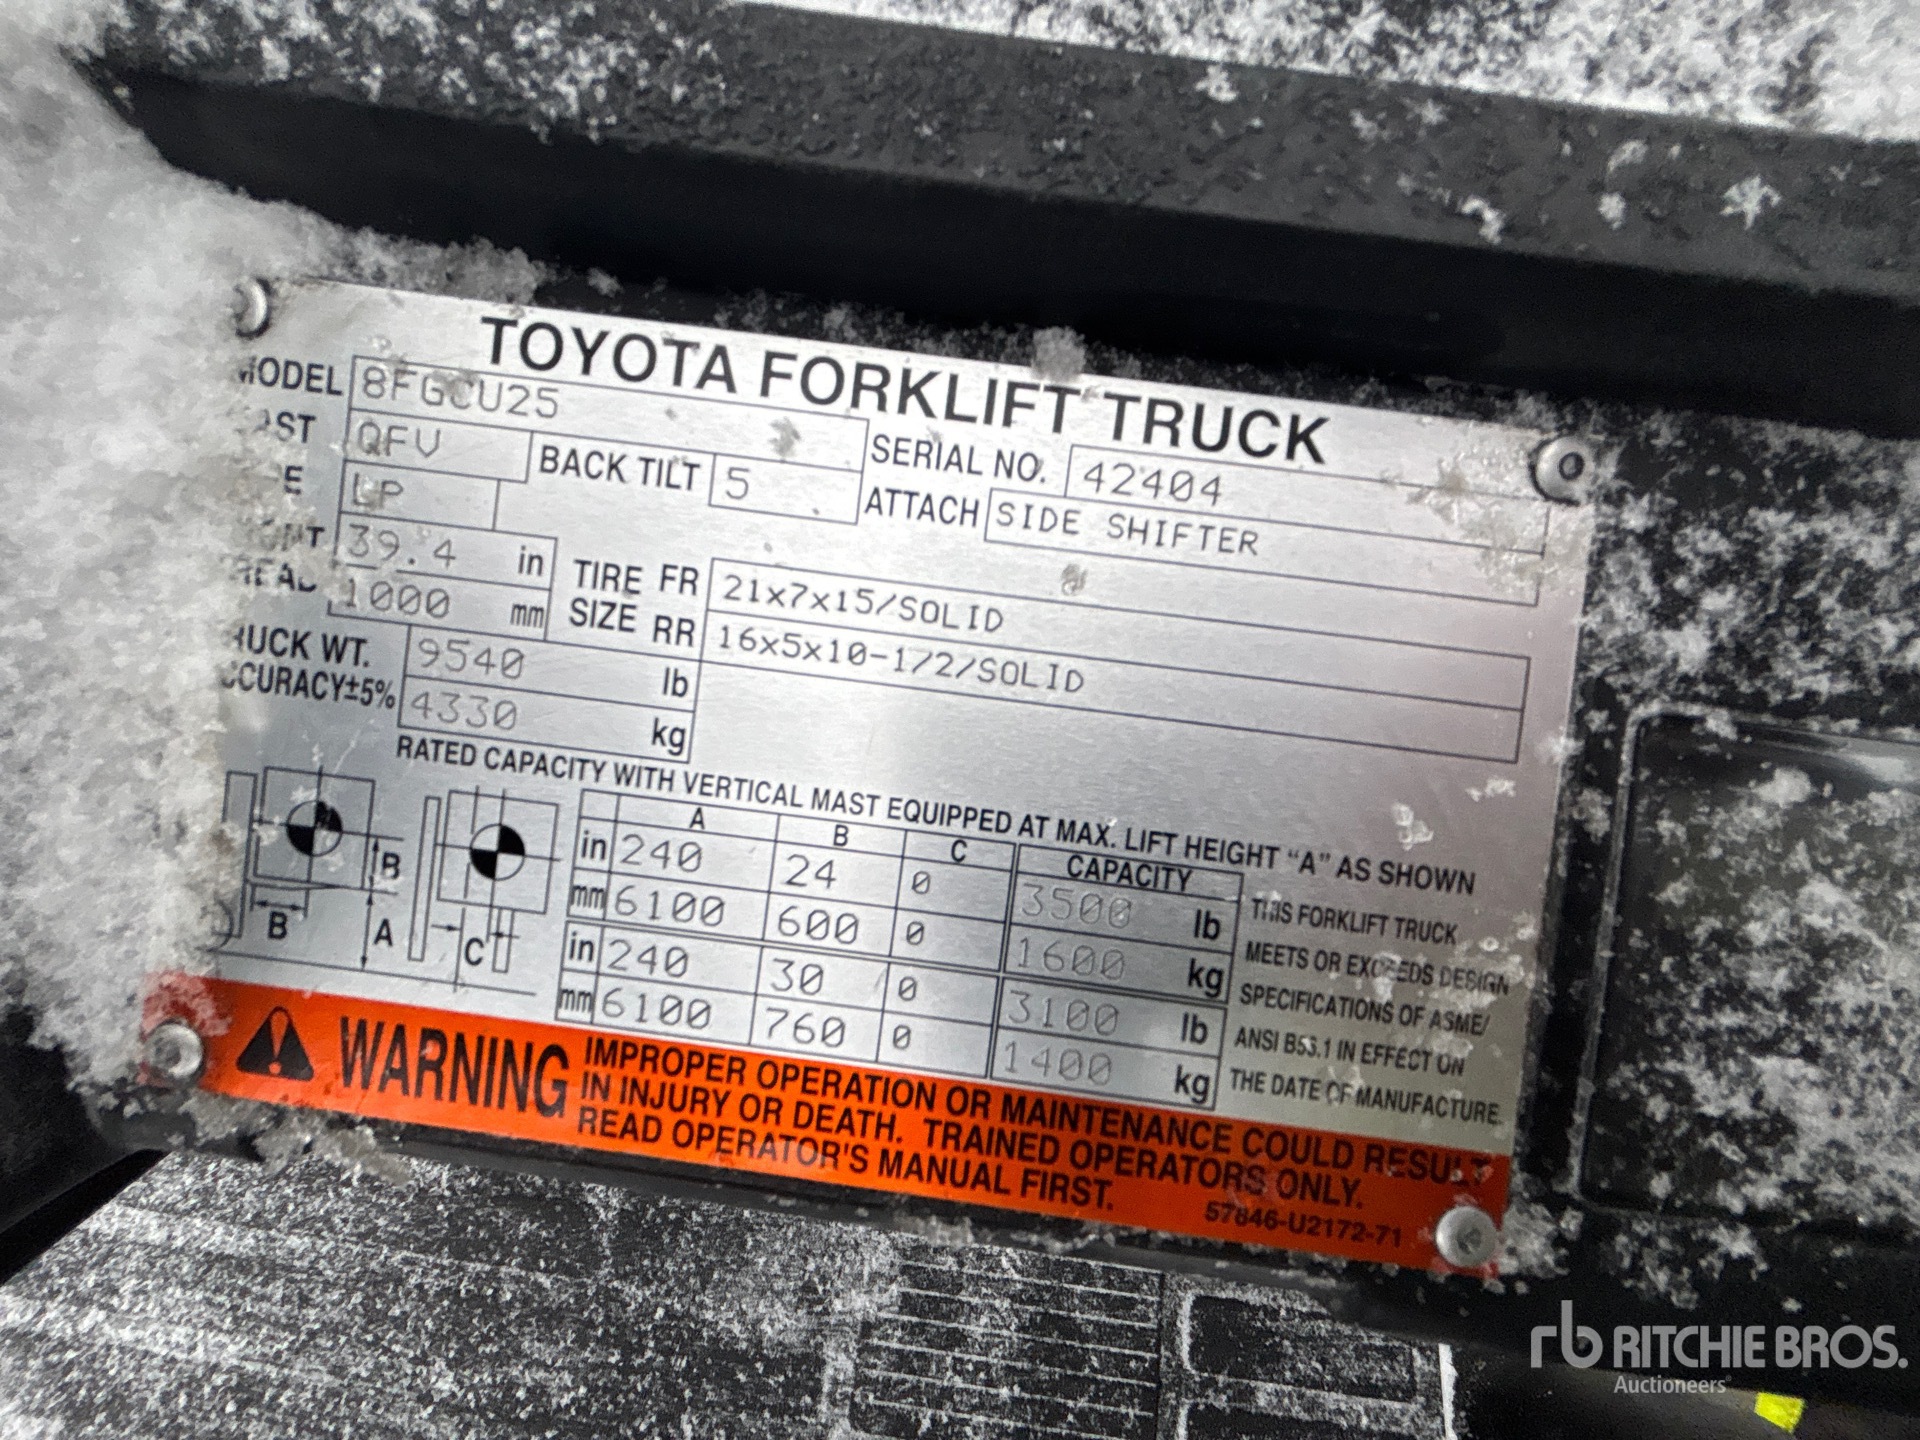 TOYOTA FORKLIFT TRUCK
MODEL 8FGCU25 SERIAL NO. 42404
QFV BACK TILT 5 ATTACH SIDE SHIFTER
LP
39.4 in TIRE FR 21x7x15/SOLID
1000 mm SIZE RR 16x5x10-1/2/SOLID
TRUCK WT. 9540 lb
ACCURACY±5% 4330 kg
RATED CAPACITY WITH VERTICAL MAST EQUIPPED AT MAX. LIFT HEIGHT "A" AS SHOWN
A B C CAPACITY
in 240 24 0 3500 lb
mm 6100 600 0 1600 kg
in 240 30 0 3100 lb
mm 6100 760 0 1400 kg
B B A C
THIS FORKLIFT TRUCK
MEETS OR EXCEEDS DESIGN
SPECIFICATIONS OF ASME/
ANSI B56.1 IN EFFECT ON
THE DATE OF MANUFACTURE.
WARNING
IMPROPER OPERATION OR MAINTENANCE COULD RESULT
IN INJURY OR DEATH. TRAINED OPERATORS ONLY.
READ OPERATOR'S MANUAL FIRST.
57846-U2172-71
rb RITCHIE BROS.
Auctioneers